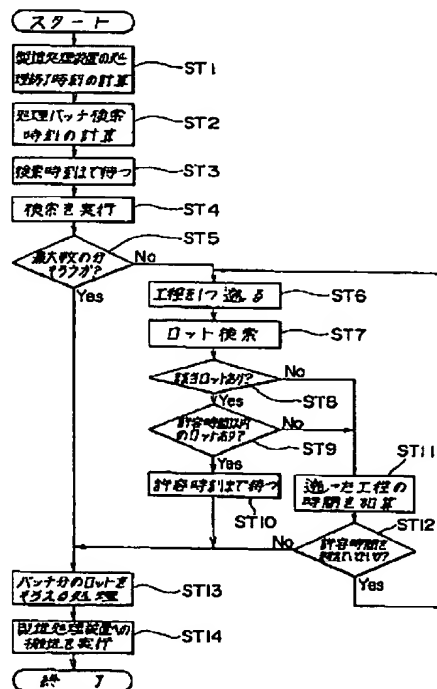 スタート
製造処理装置の処
理終了時刻の計算
ST1
処理バッチ検索
時刻の計算
ST2
検索時刻まで待つ
ST3
検索を実行
ST4
最大枚数の分
そろうか?
ST5
No
Yes
工程を1つ遡る
ST6
ロット検索
ST7
該当ロットあり?
No
ST8
Yes
許容時間以内
のロットあり?
No
ST9
Yes
許容時刻まで待つ
ST10
ST11
遡った工程の
時間を加算
ST12
許容時間を
超えていないか?
No
Yes
バッチ分のロットを
そろえる処理
ST13
製造処理装置への
搬送を実行
ST14
終了